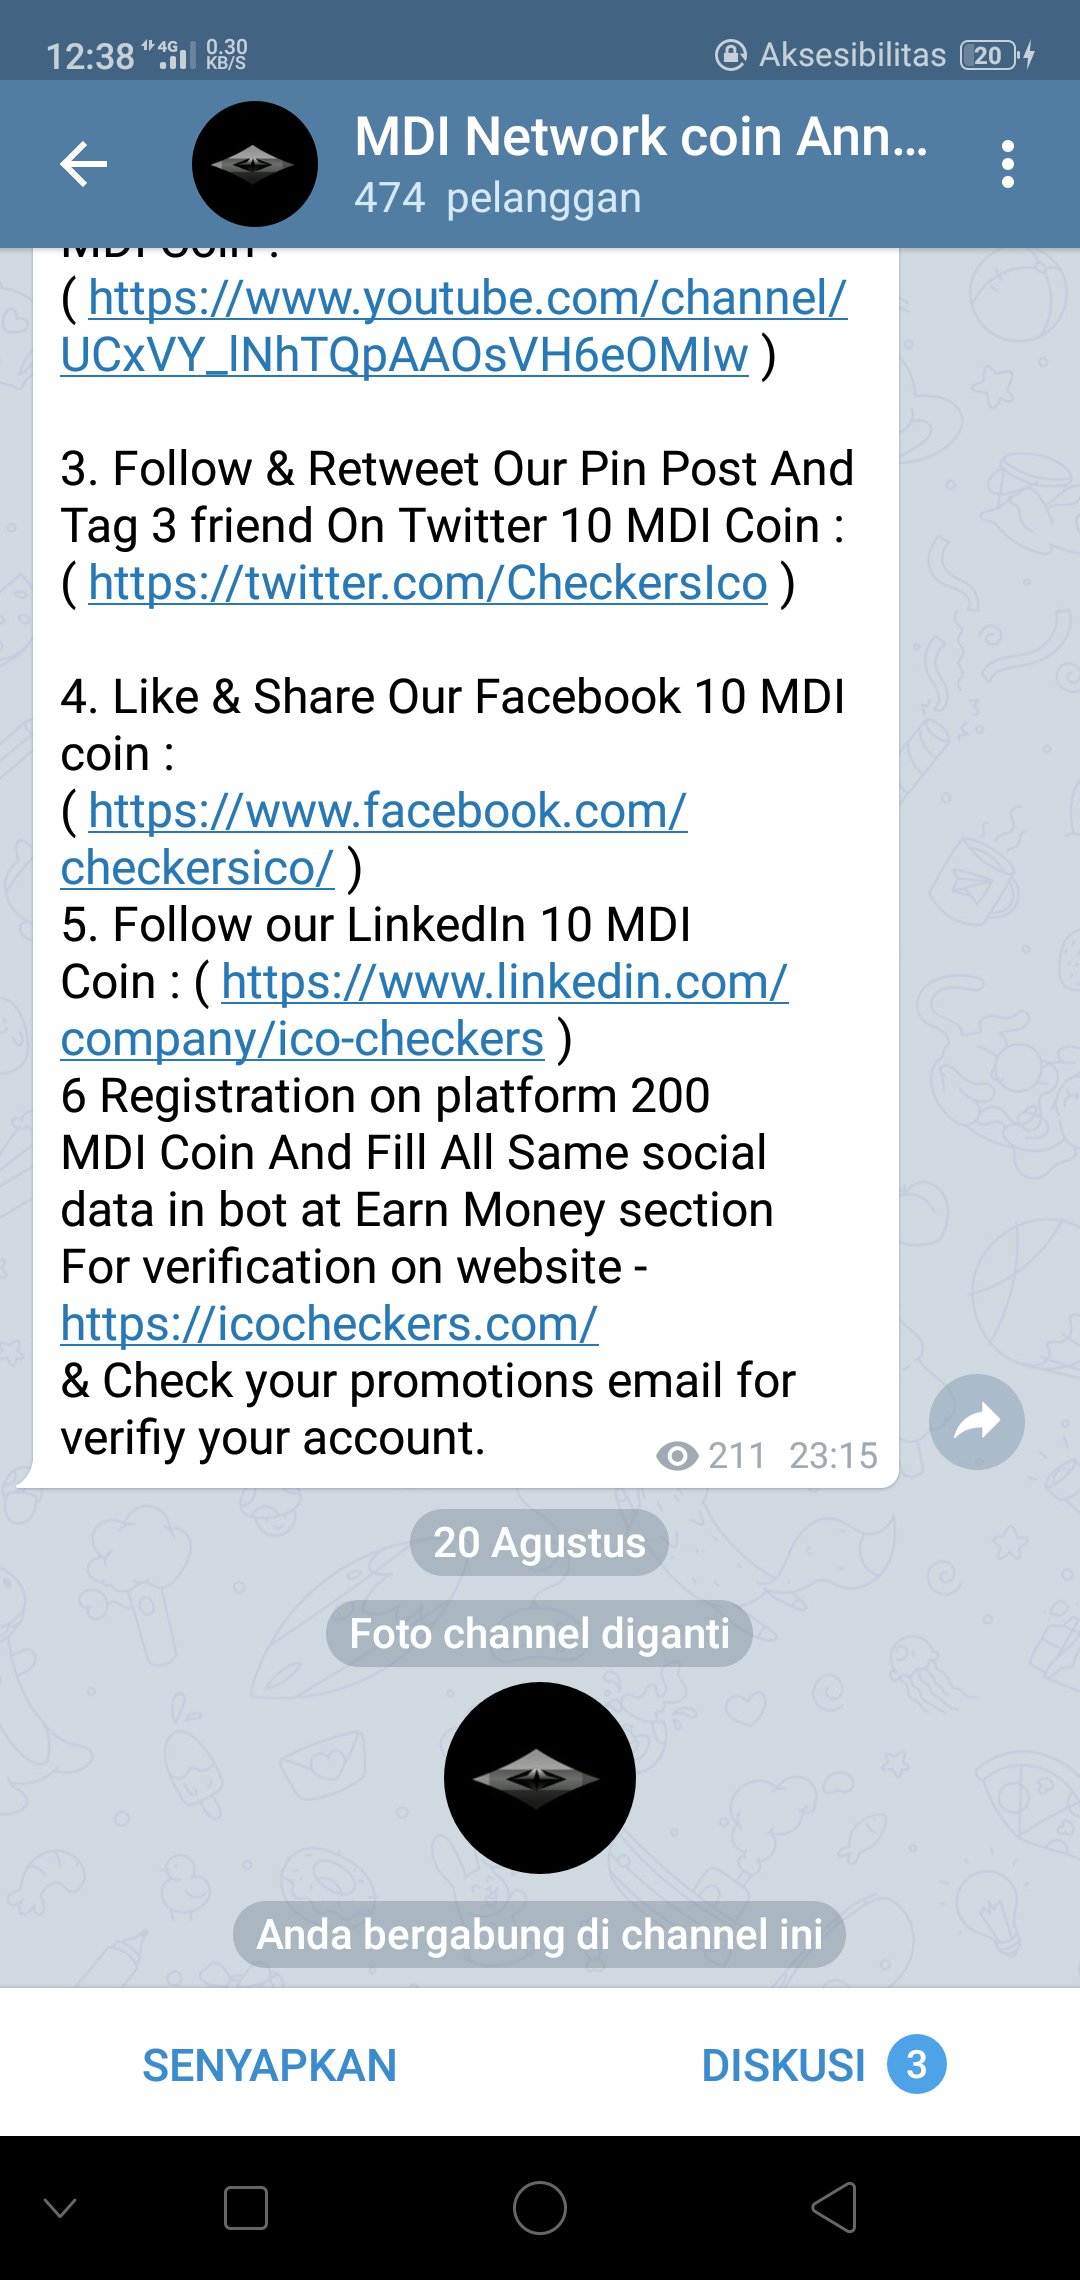 12:38 4G 0.30 KB/S Aksesibilitas 20
MDI Network coin Ann...
474 pelanggan
MDI Coin :
( https://www.youtube.com/channel/
UCxVY_lNhTQpAAOsVH6eOMIw )
3. Follow & Retweet Our Pin Post And
Tag 3 friend On Twitter 10 MDI Coin :
( https://twitter.com/CheckersIco )
4. Like & Share Our Facebook 10 MDI
coin :
( https://www.facebook.com/
checkersico/ )
5. Follow our LinkedIn 10 MDI
Coin : ( https://www.linkedin.com/
company/ico-checkers )
6 Registration on platform 200
MDI Coin And Fill All Same social
data in bot at Earn Money section
For verification on website -
https://icocheckers.com/
& Check your promotions email for
verifiy your account.
211 23:15
20 Agustus
Foto channel diganti
Anda bergabung di channel ini
SENYAPKAN
DISKUSI 3